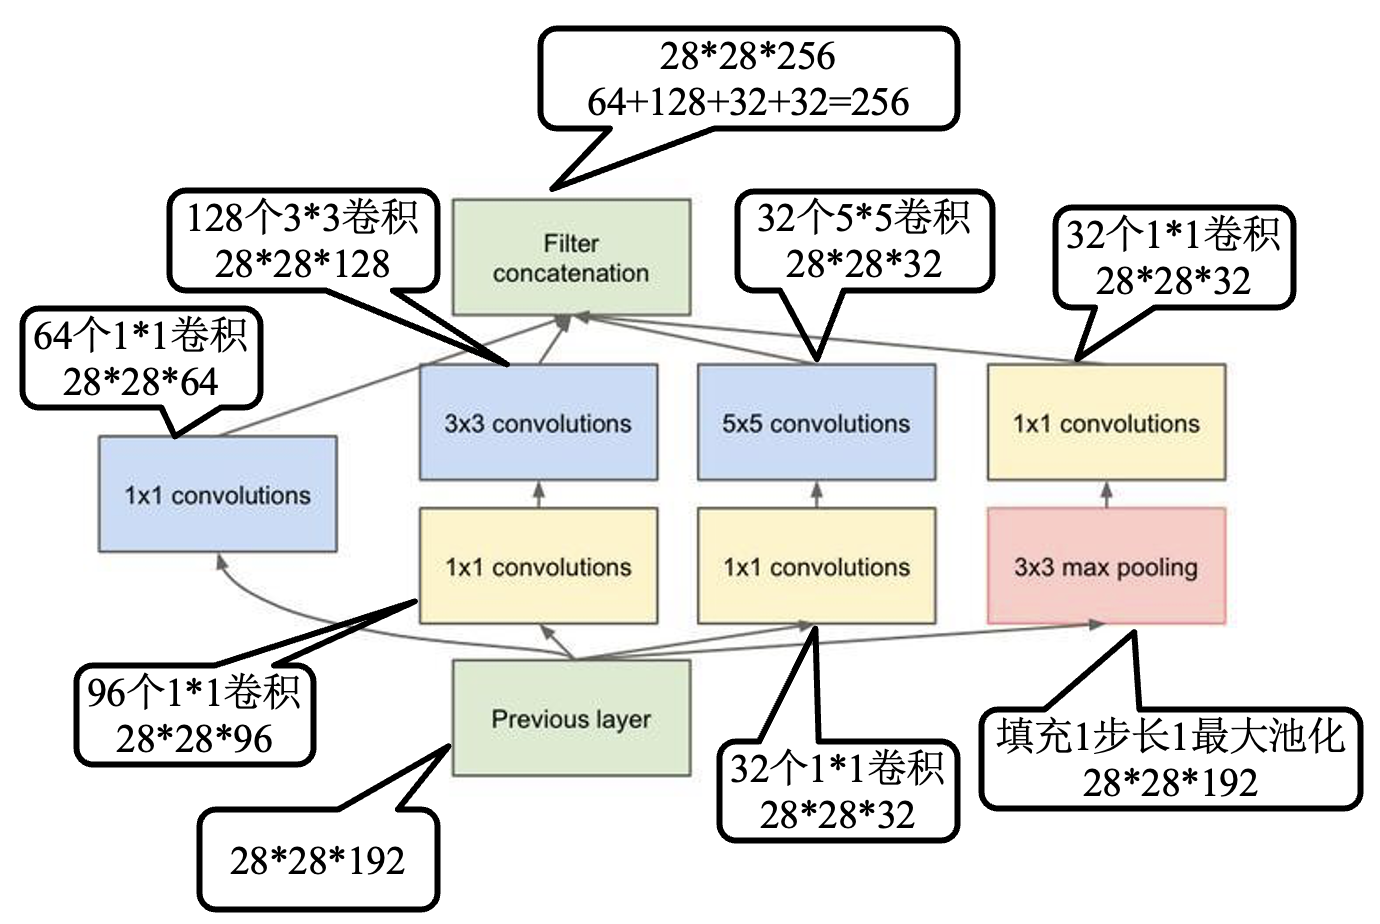 28*28*256
64+128+32+32=256
128个3*3卷积
28*28*128
Filter
concatenation
32个5*5卷积
28*28*32
32个1*1卷积
28*28*32
64个1*1卷积
28*28*64
3x3 convolutions
5x5 convolutions
1x1 convolutions
1x1 convolutions
1x1 convolutions
1x1 convolutions
3x3 max pooling
96个1*1卷积
28*28*96
Previous layer
32个1*1卷积
28*28*32
填充1步长1最大池化
28*28*192
28*28*192